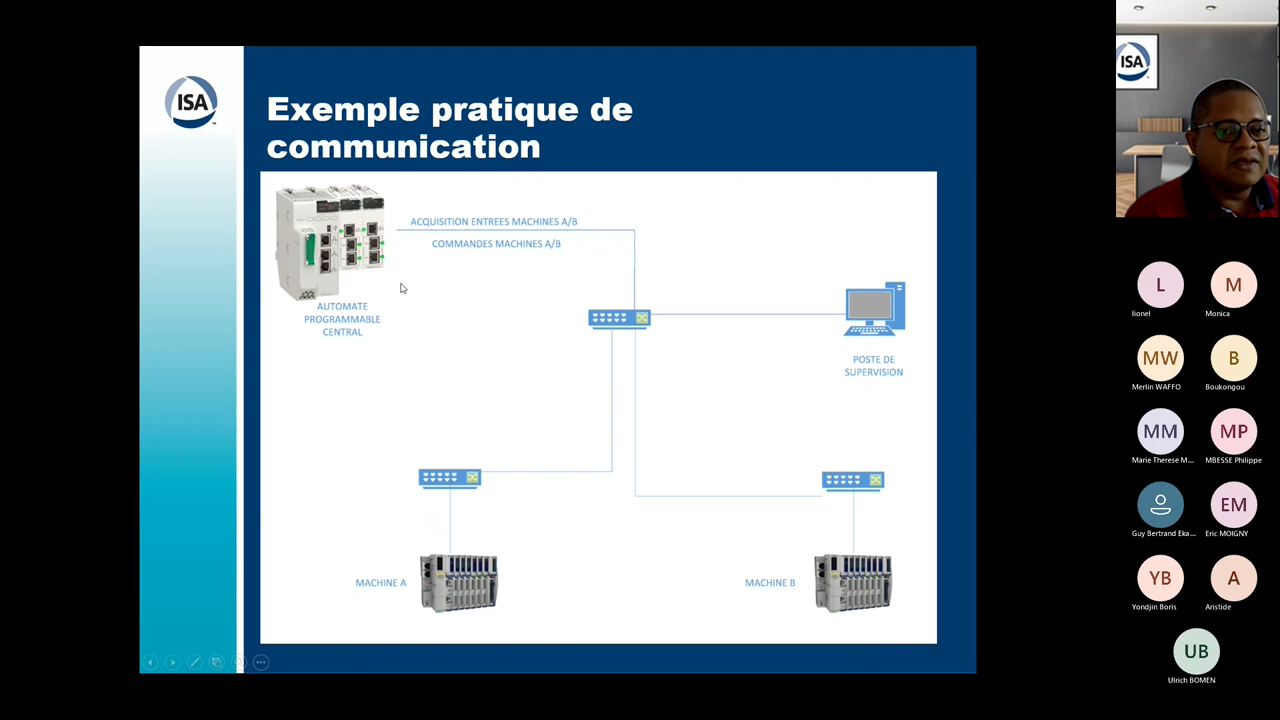 ISA
Exemple pratique de
communication
ACQUISITION ENTREES MACHINES A/B
COMMANDES MACHINES A/B
AUTOMATE
PROGRAMMABLE
CENTRAL
POSTE DE
SUPERVISION
MACHINE A
MACHINE B
ISA
L
lionel
M
Monica
MW
Merlin WAFFO
B
Boukongou
MM
Marie Therese M...
MP
MBESSE Philippe
Guy Bertrand Eka...
EM
Eric MOIGNY
YB
Yondjin Boris
A
Aristide
UB
Ulrich BOMEN